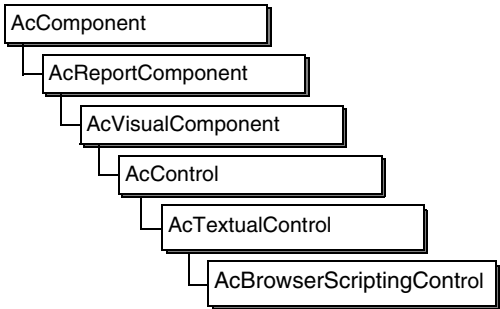 AcComponent
AcReportComponent
AcVisualComponent
AcControl
AcTextualControl
AcBrowserScriptingControl